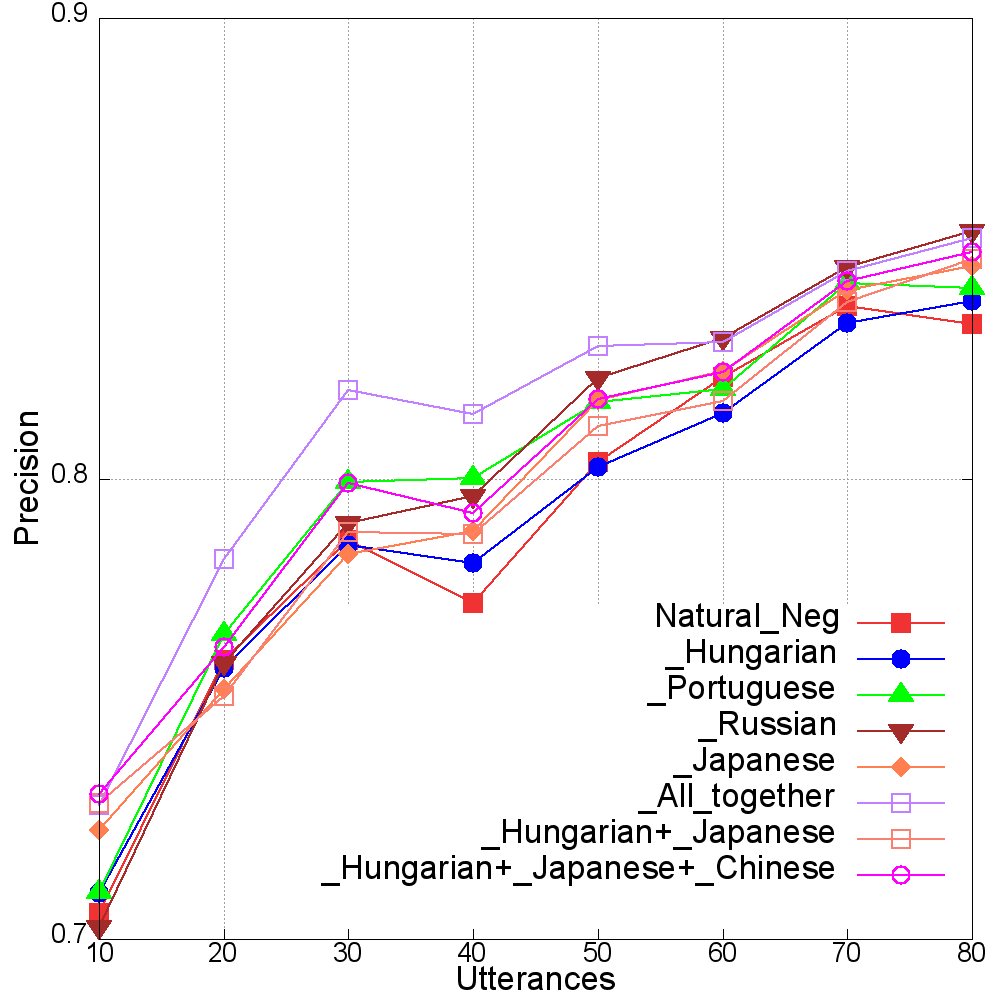 0.9
0.8
0.7
Precision
Natural_Neg
_Hungarian
_Portuguese
_Russian
_Japanese
_All_together
_Hungarian+_Japanese
_Hungarian+_Japanese+_Chinese
10 20 30 40 50 60 70 80
Utterances